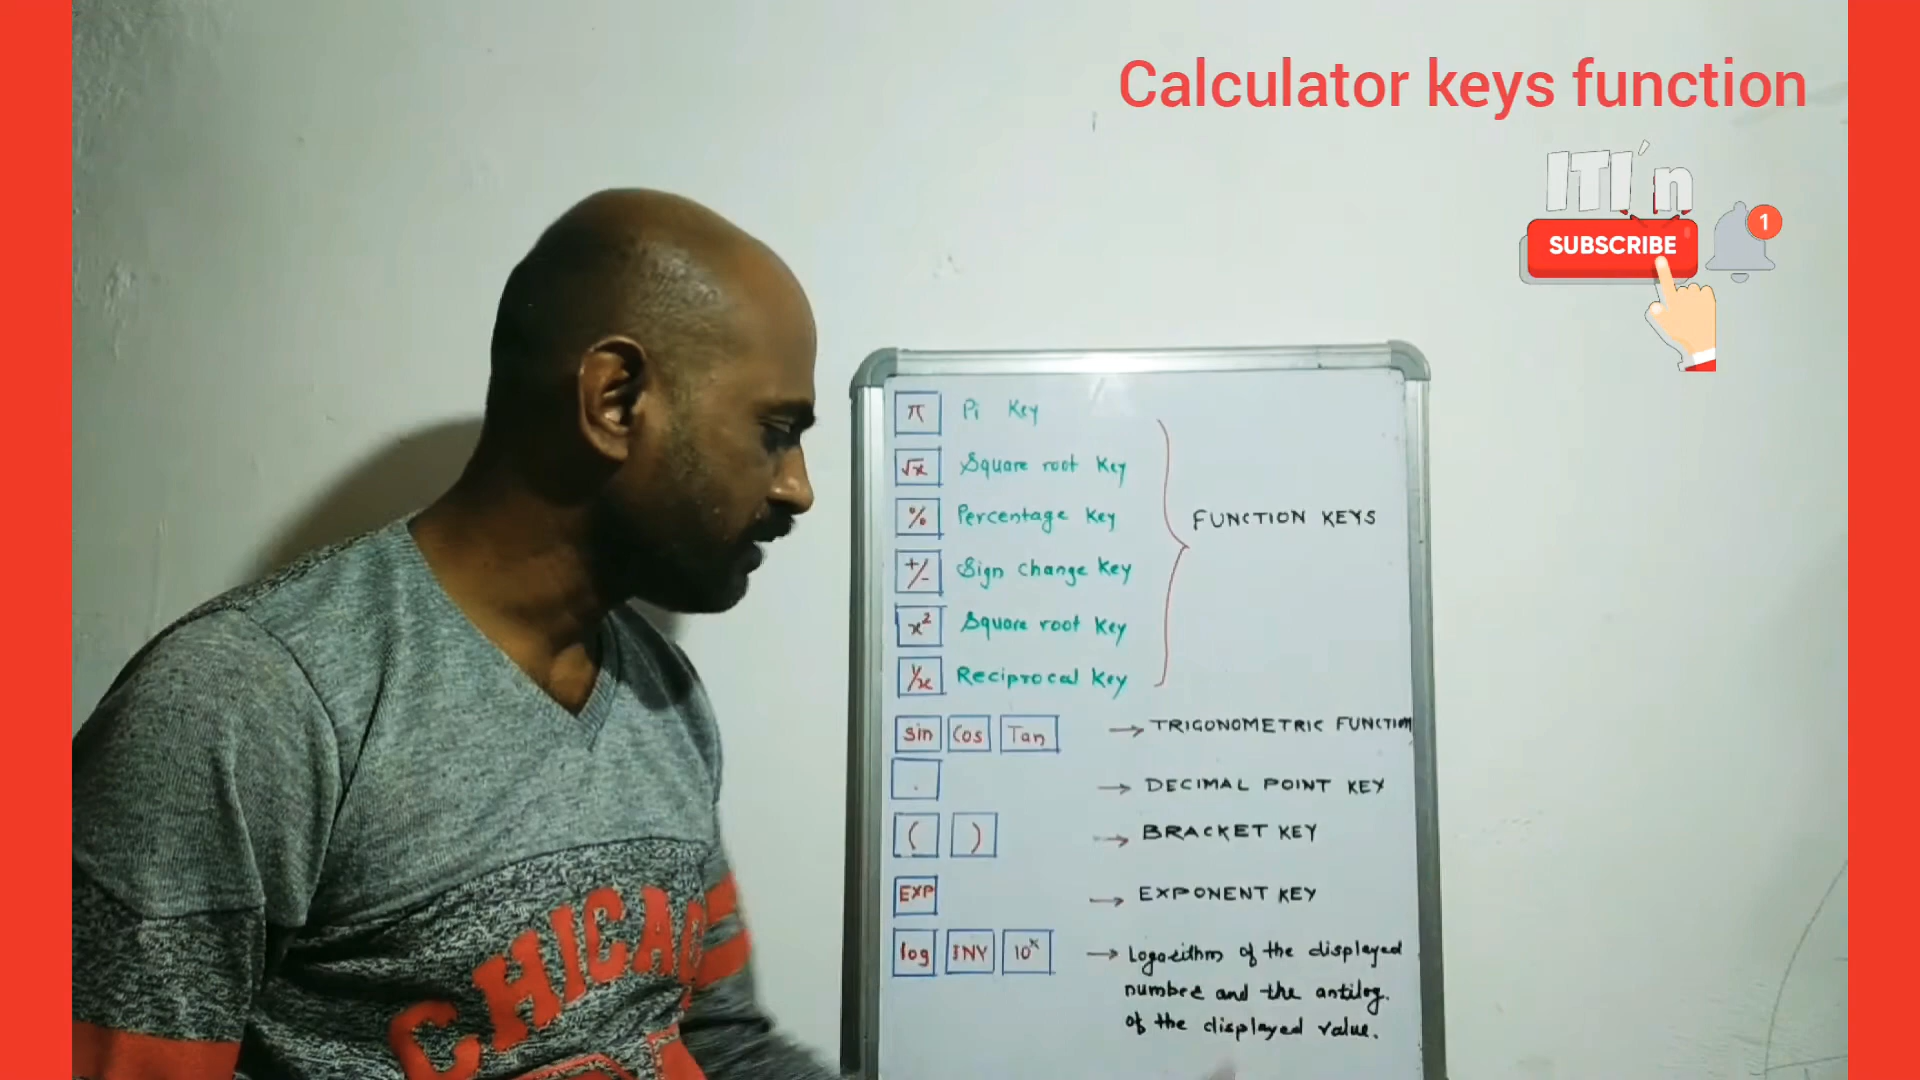 Calculator keys function
ITI'n
SUBSCRIBE
1
π Pi Key
√x Square root Key
% Percentage Key
+/- Sign change Key
x² Square root Key
1/x Reciprocal Key
FUNCTION KEYS
sin Cos Tan → TRIGONOMETRIC FUNCTION
. → DECIMAL POINT KEY
( ) → BRACKET KEY
EXP → EXPONENT KEY
log INV 10ˣ → Logarithm of the displayed
number and the antilog.
of the displayed value.
CHICAG